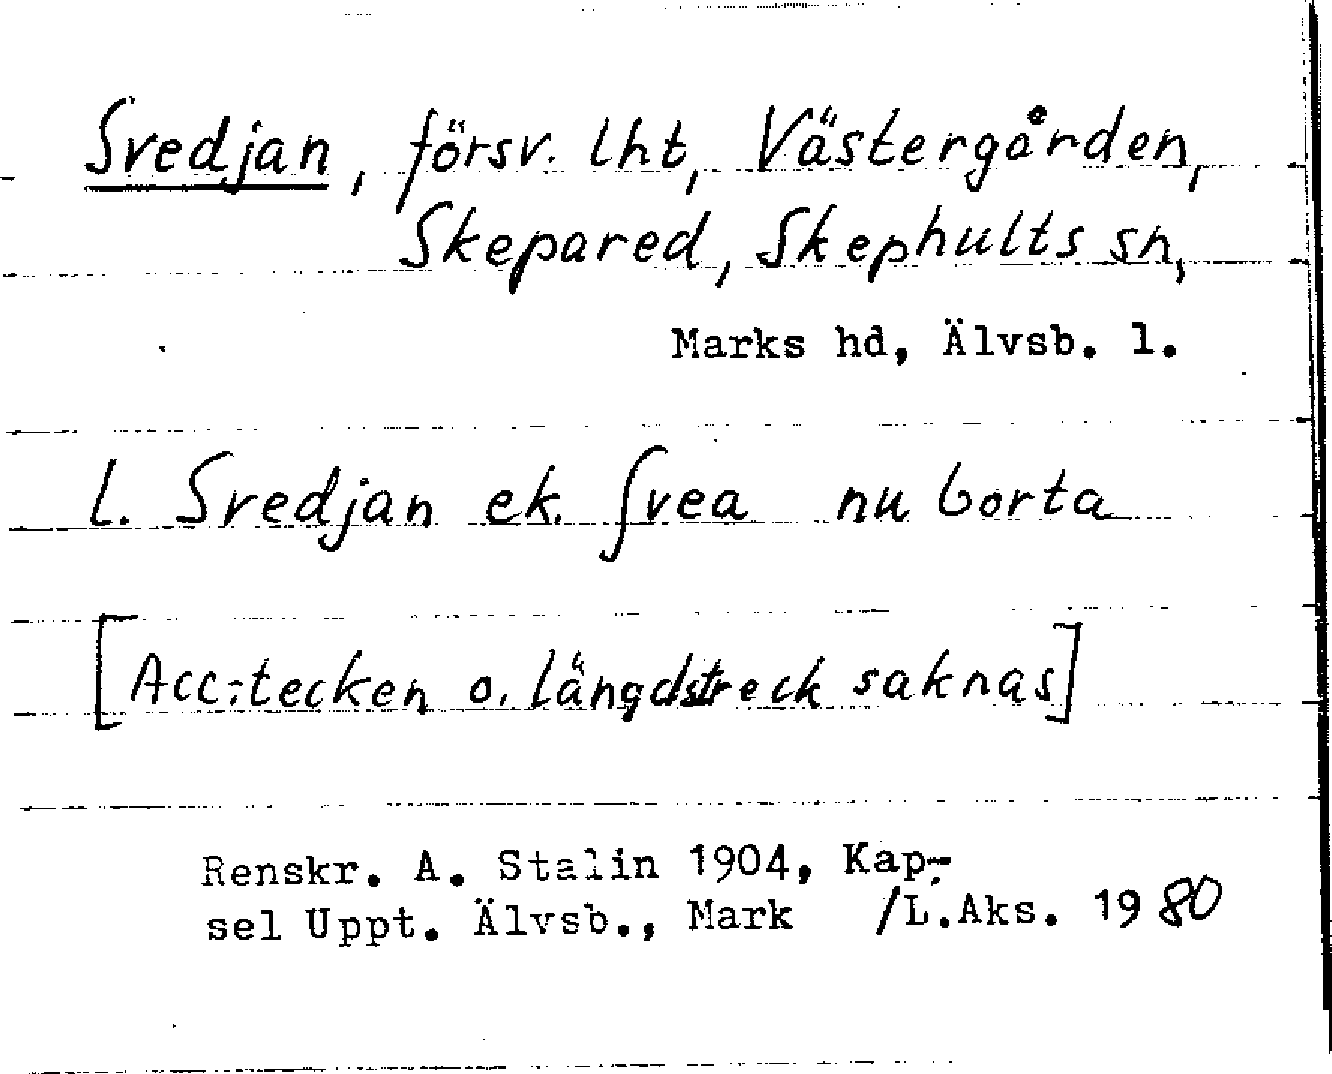 Svedjan, försv. lht, Västergården,
Skepared, Skephults sn,
Marks hd, Älvsb. l.
L. Svedjan ek. ſvea nu borta
[Acc:tecken o. längdstreck saknas]
Renskr. A. Stalin 1904, Kap-
sel Uppt. Älvsb., Mark /L.Aks. 1980